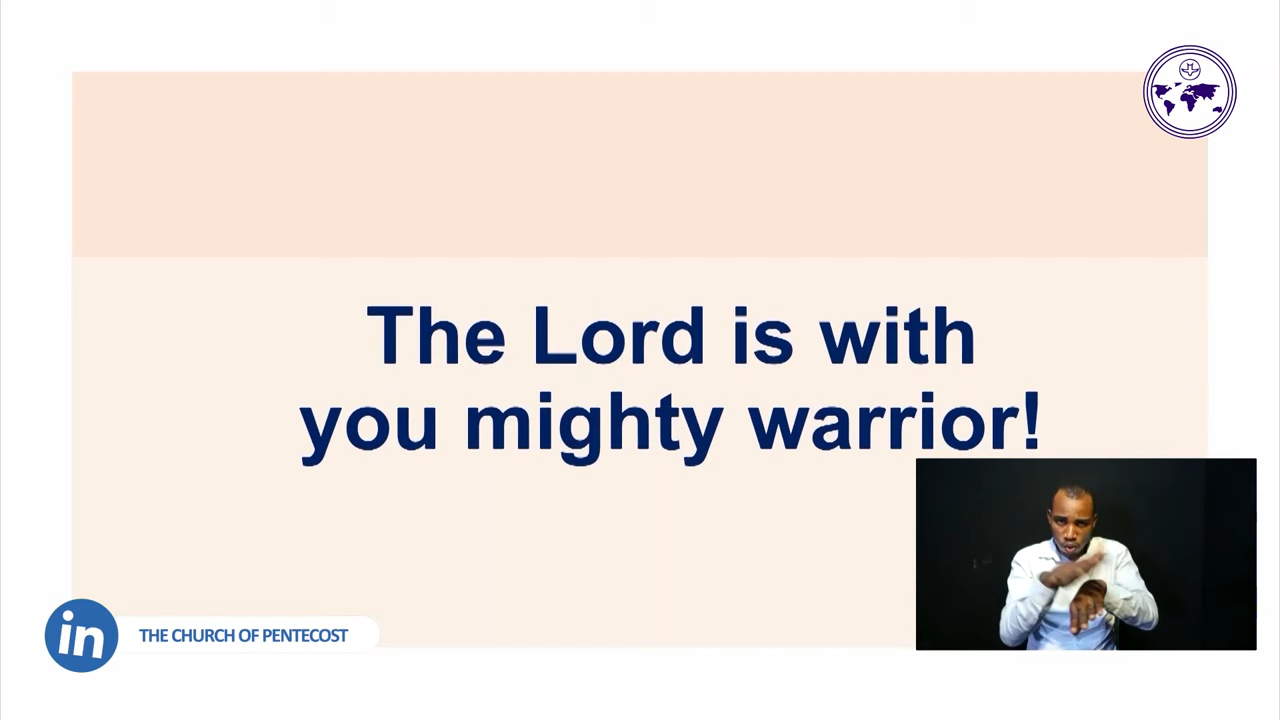 The Lord is with
you mighty warrior!
in THE CHURCH OF PENTECOST